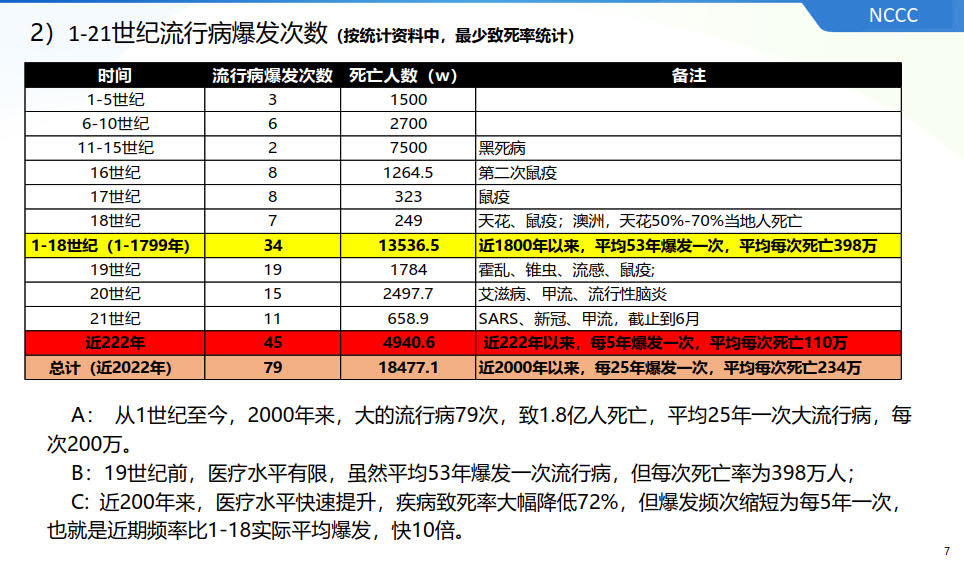 NCCC
2）1-21世纪流行病爆发次数（按统计资料中，最少致死率统计）
时间 流行病爆发次数 死亡人数（w） 备注
1-5世纪 3 1500
6-10世纪 6 2700
11-15世纪 2 7500 黑死病
16世纪 8 1264.5 第二次鼠疫
17世纪 8 323 鼠疫
18世纪 7 249 天花、鼠疫；澳洲，天花50%-70%当地人死亡
1-18世纪（1-1799年） 34 13536.5 近1800年以来，平均53年爆发一次，平均每次死亡398万
19世纪 19 1784 霍乱、锥虫、流感、鼠疫;
20世纪 15 2497.7 艾滋病、甲流、流行性脑炎
21世纪 11 658.9 SARS、新冠、甲流，截止到6月
近222年 45 4940.6 近222年以来，每5年爆发一次，平均每次死亡110万
总计（近2022年） 79 18477.1 近2000年以来，每25年爆发一次，平均每次死亡234万
A： 从1世纪至今，2000年来，大的流行病79次，致1.8亿人死亡，平均25年一次大流行病，每
次200万。
B：19世纪前，医疗水平有限，虽然平均53年爆发一次流行病，但每次死亡率为398万人；
C: 近200年来，医疗水平快速提升，疾病致死率大幅降低72%，但爆发频次缩短为每5年一次，
也就是近期频率比1-18实际平均爆发，快10倍。
7